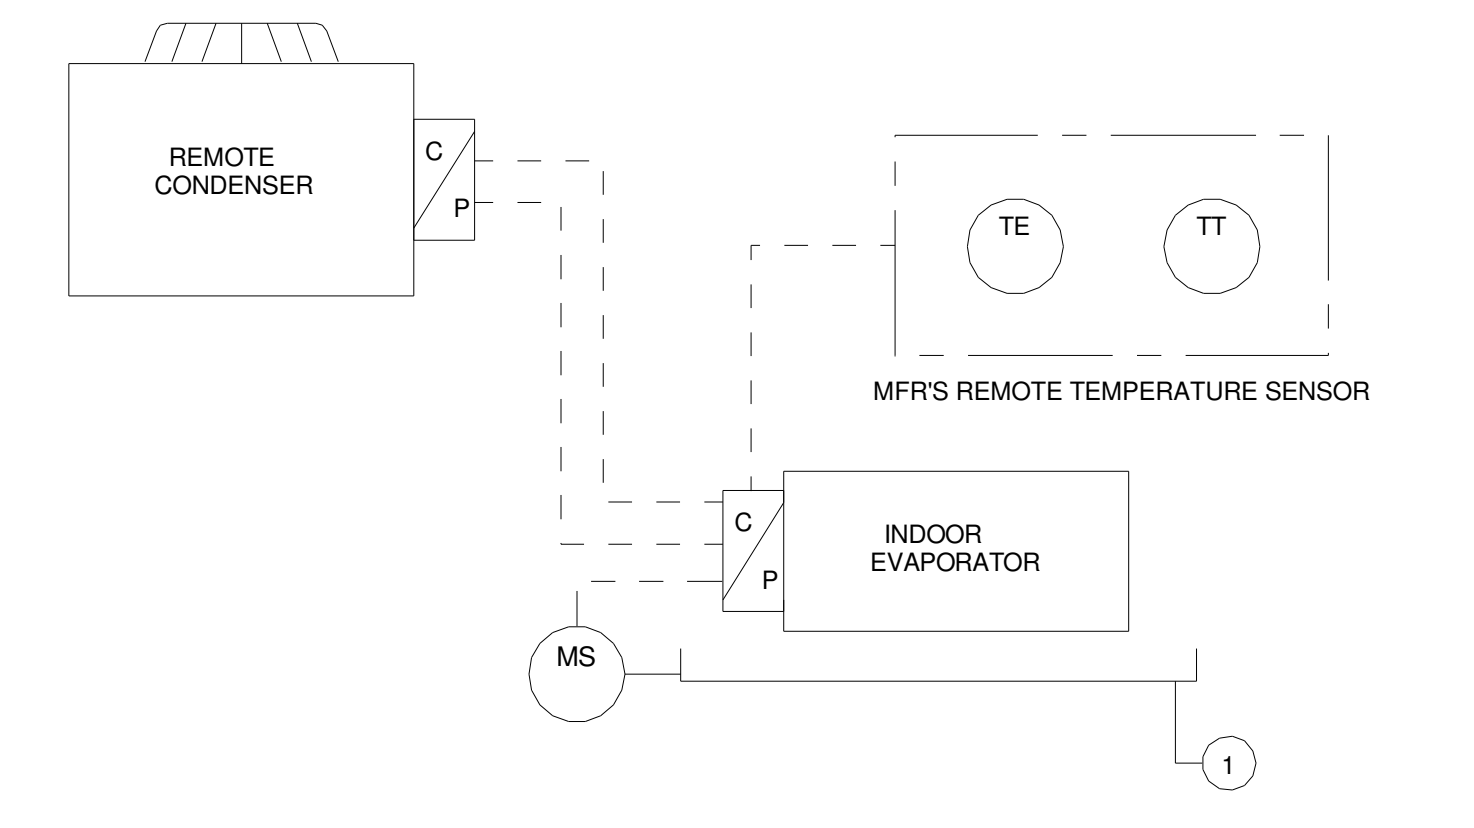 REMOTE
CONDENSER
C
P
TE
TT
MFR'S REMOTE TEMPERATURE SENSOR
C
P
INDOOR
EVAPORATOR
MS
1